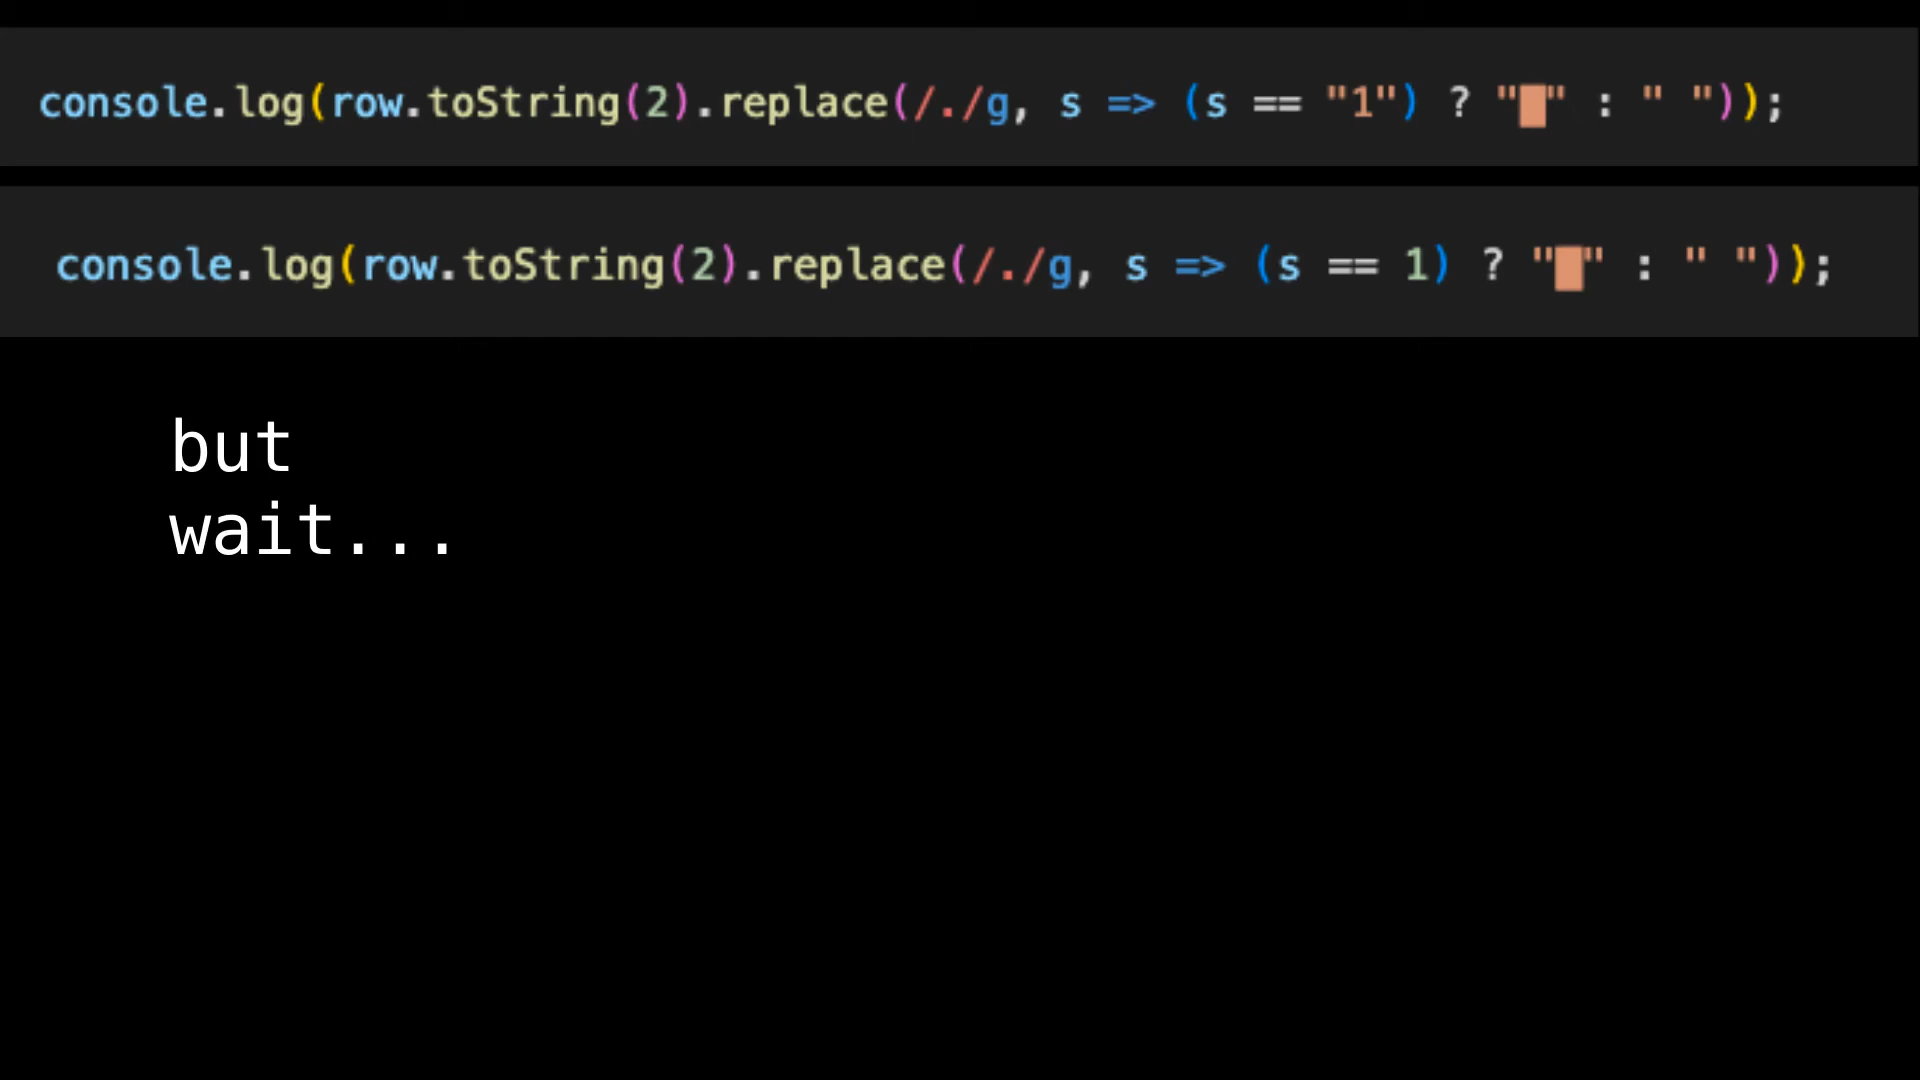 console.log(row.toString(2).replace(/./g, s => (s == "1") ? "█" : " "));
console.log(row.toString(2).replace(/./g, s => (s == 1) ? "█" : " "));
but
wait...